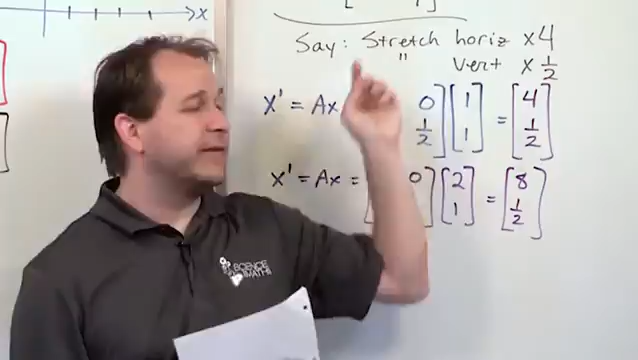 Say: Stretch horiz x4
" vert x 1/2
x' = Ax 0 1/2] [1 1] = [4 1/2]
x' = Ax = [ 0 ] [2 1] = [8 1/2]
SCIENCE
MATH
x